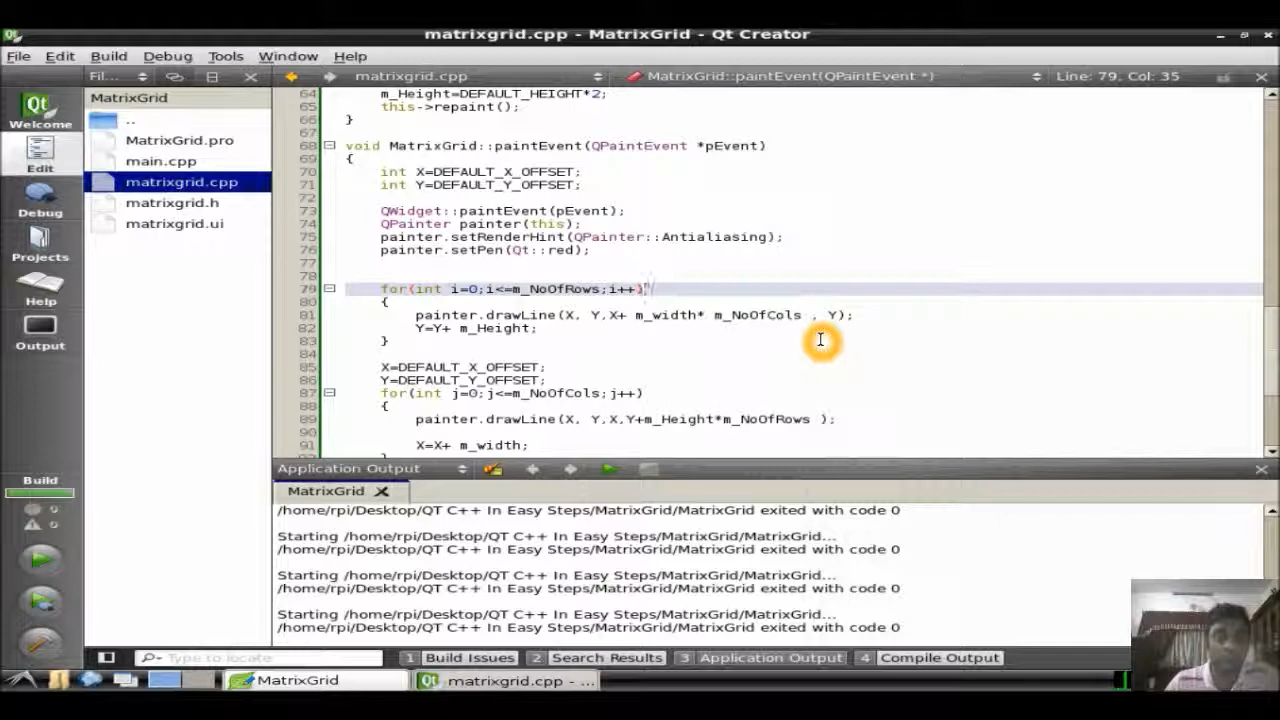 matrixgrid.cpp - MatrixGrid - Qt Creator
File Edit Build Debug Tools Window Help
Fil... matrixgrid.cpp MatrixGrid::paintEvent(QPaintEvent *) Line: 79, Col: 35
Welcome
Edit
Debug
Projects
Help
Output
Build
MatrixGrid
..
MatrixGrid.pro
main.cpp
matrixgrid.cpp
matrixgrid.h
matrixgrid.ui
64 m_Height=DEFAULT_HEIGHT*2;
65 this->repaint();
66 }
67
68 void MatrixGrid::paintEvent(QPaintEvent *pEvent)
69 {
70 int X=DEFAULT_X_OFFSET;
71 int Y=DEFAULT_Y_OFFSET;
72
73 QWidget::paintEvent(pEvent);
74 QPainter painter(this);
75 painter.setRenderHint(QPainter::Antialiasing);
76 painter.setPen(Qt::red);
77
78
79 for(int i=0;i<=m_NoOfRows;i++)
80 {
81 painter.drawLine(X, Y,X+ m_width* m_NoOfCols , Y);
82 Y=Y+ m_Height;
83 }
84
85 X=DEFAULT_X_OFFSET;
86 Y=DEFAULT_Y_OFFSET;
87 for(int j=0;j<=m_NoOfCols;j++)
88 {
89 painter.drawLine(X, Y,X,Y+m_Height*m_NoOfRows );
90
91 X=X+ m_width;
Application Output
MatrixGrid
/home/rpi/Desktop/QT C++ In Easy Steps/MatrixGrid/MatrixGrid exited with code 0
Starting /home/rpi/Desktop/QT C++ In Easy Steps/MatrixGrid/MatrixGrid...
/home/rpi/Desktop/QT C++ In Easy Steps/MatrixGrid/MatrixGrid exited with code 0
Starting /home/rpi/Desktop/QT C++ In Easy Steps/MatrixGrid/MatrixGrid...
/home/rpi/Desktop/QT C++ In Easy Steps/MatrixGrid/MatrixGrid exited with code 0
Starting /home/rpi/Desktop/QT C++ In Easy Steps/MatrixGrid/MatrixGrid...
/home/rpi/Desktop/QT C++ In Easy Steps/MatrixGrid/MatrixGrid exited with code 0
Type to locate 1 Build Issues 2 Search Results 3 Application Output 4 Compile Output
MatrixGrid matrixgrid.cpp - ...